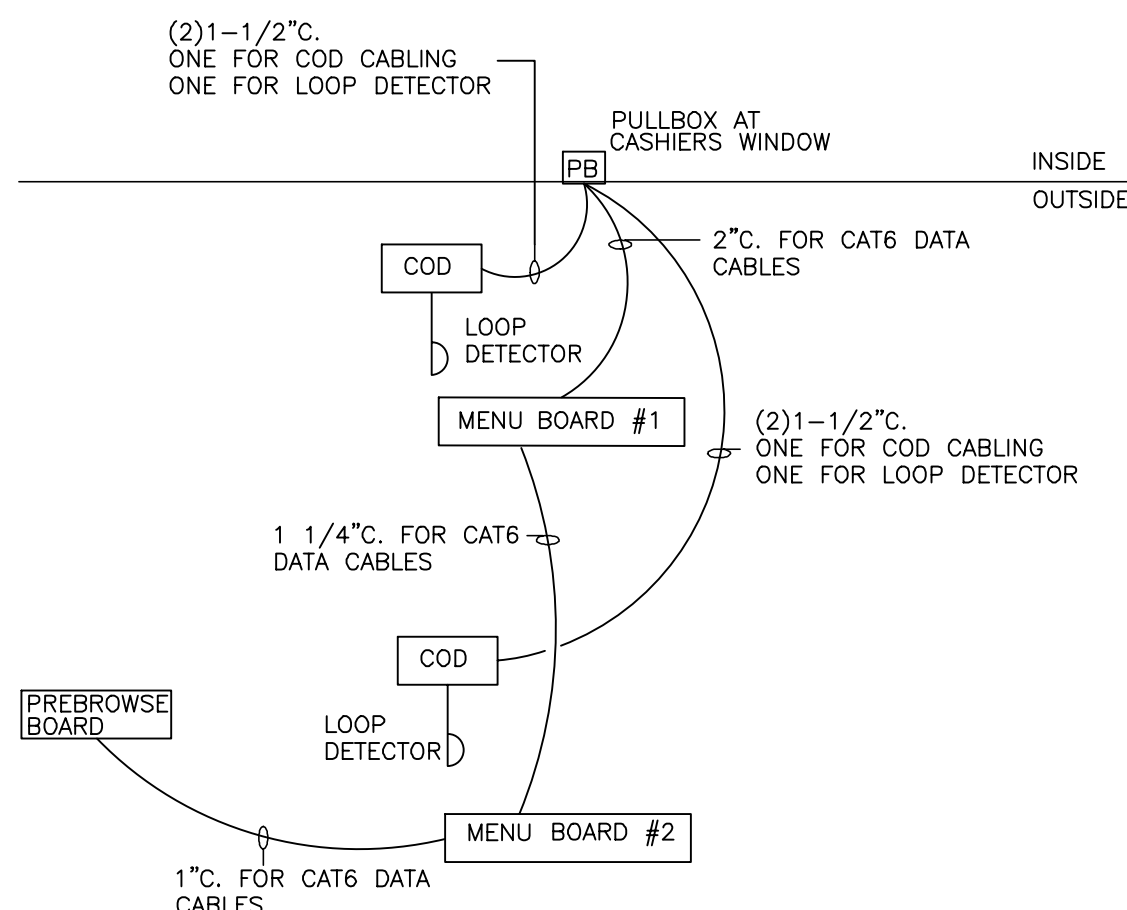 (2)1-1/2"C.
ONE FOR COD CABLING
ONE FOR LOOP DETECTOR
PULLBOX AT
CASHIERS WINDOW
PB
INSIDE
OUTSIDE
COD
2"C. FOR CAT6 DATA
CABLES
LOOP
DETECTOR
MENU BOARD #1
(2)1-1/2"C.
ONE FOR COD CABLING
ONE FOR LOOP DETECTOR
1 1/4"C. FOR CAT6
DATA CABLES
COD
PREBROWSE
BOARD
LOOP
DETECTOR
MENU BOARD #2
1"C. FOR CAT6 DATA
CABLES